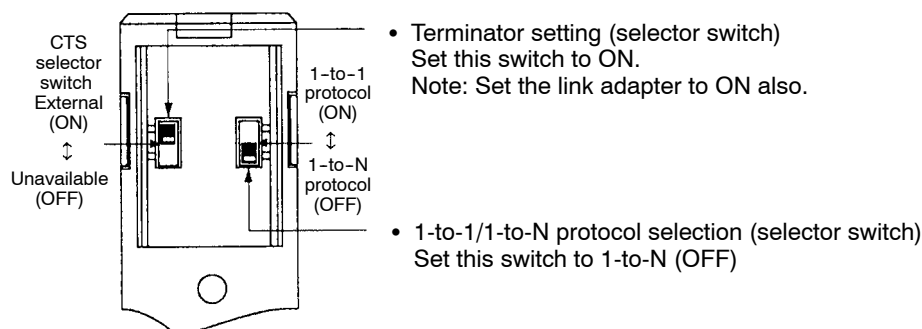 CTS
selector
switch
External
(ON)
↕
Unavailable
(OFF)
1-to-1
protocol
(ON)
↕
1-to-N
protocol
(OFF)
• Terminator setting (selector switch)
Set this switch to ON.
Note: Set the link adapter to ON also.
• 1-to-1/1-to-N protocol selection (selector switch)
Set this switch to 1-to-N (OFF)